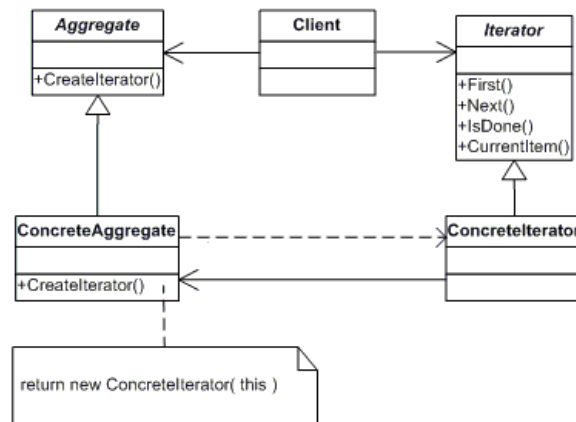 Aggregate
+CreateIterator()
Client
Iterator
+First()
+Next()
+IsDone()
+CurrentItem()
ConcreteAggregate
+CreateIterator()
ConcreteIterator
return new ConcreteIterator( this )